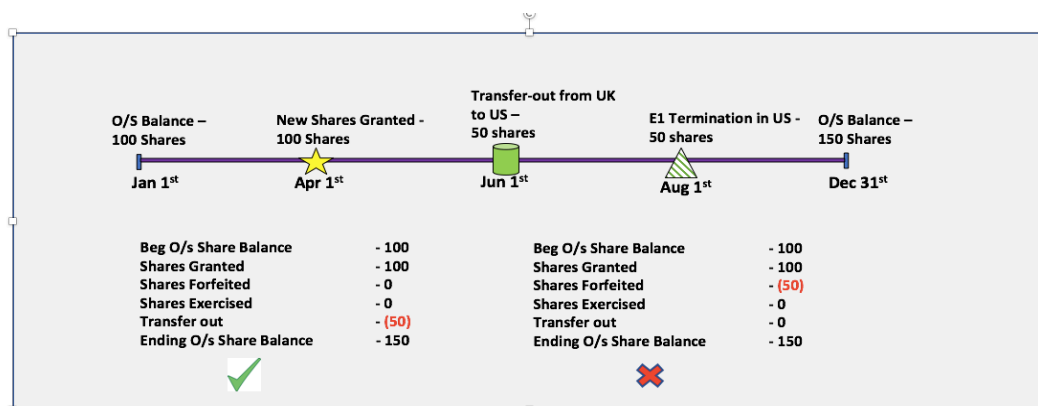 Transfer-out from UK
to US –
50 shares
O/S Balance –
100 Shares
New Shares Granted -
100 Shares
E1 Termination in US -
50 shares
O/S Balance –
150 Shares
Jan 1st
Apr 1st
Jun 1st
Aug 1st
Dec 31st
Beg O/s Share Balance - 100
Shares Granted - 100
Shares Forfeited - 0
Shares Exercised - 0
Transfer out - (50)
Ending O/s Share Balance - 150
Beg O/s Share Balance - 100
Shares Granted - 100
Shares Forfeited - (50)
Shares Exercised - 0
Transfer out - 0
Ending O/s Share Balance - 150